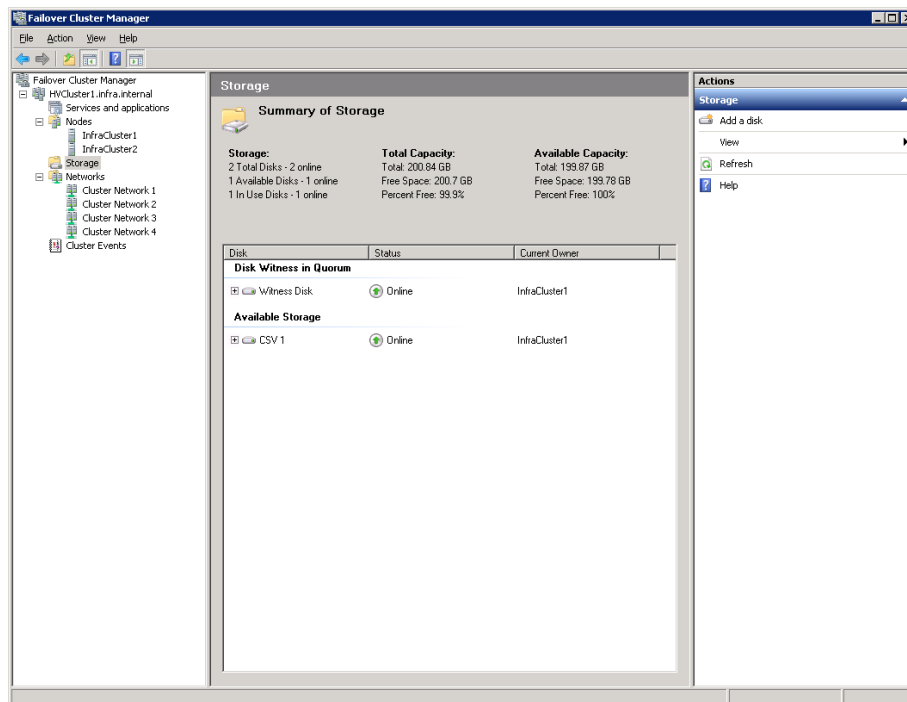 Failover Cluster Manager
File Action View Help
Failover Cluster Manager
HVCluster1.infra.internal
Services and applications
Nodes
InfraCluster1
InfraCluster2
Storage
Networks
Cluster Network 1
Cluster Network 2
Cluster Network 3
Cluster Network 4
Cluster Events
Storage
Summary of Storage
Storage: Total Capacity: Available Capacity:
2 Total Disks - 2 online Total: 200.84 GB Total: 199.87 GB
1 Available Disks - 1 online Free Space: 200.7 GB Free Space: 199.78 GB
1 In Use Disks - 1 online Percent Free: 99.9% Percent Free: 100%
Disk Status Current Owner
Disk Witness in Quorum
Witness Disk Online InfraCluster1
Available Storage
CSV 1 Online InfraCluster1
Actions
Storage
Add a disk
View
Refresh
Help